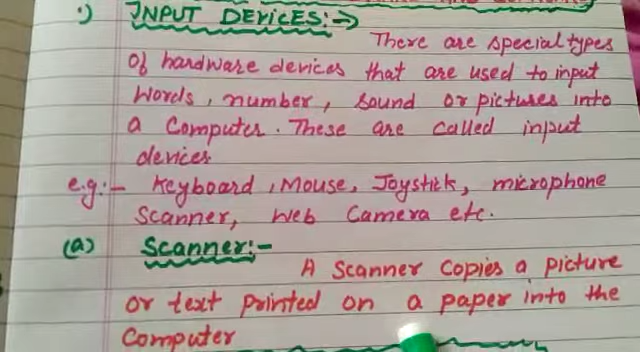 1) INPUT DEVICES:→
There are special types
Of hardware devices that are used to input
Words, number, sound or pictures into
a Computer. These are called input
devices
e.g:- Keyboard, Mouse, Joystick, microphone
Scanner, Web Camera etc.
(a) Scanner:-
A Scanner Copies a picture
or text printed on a paper into the
Computer